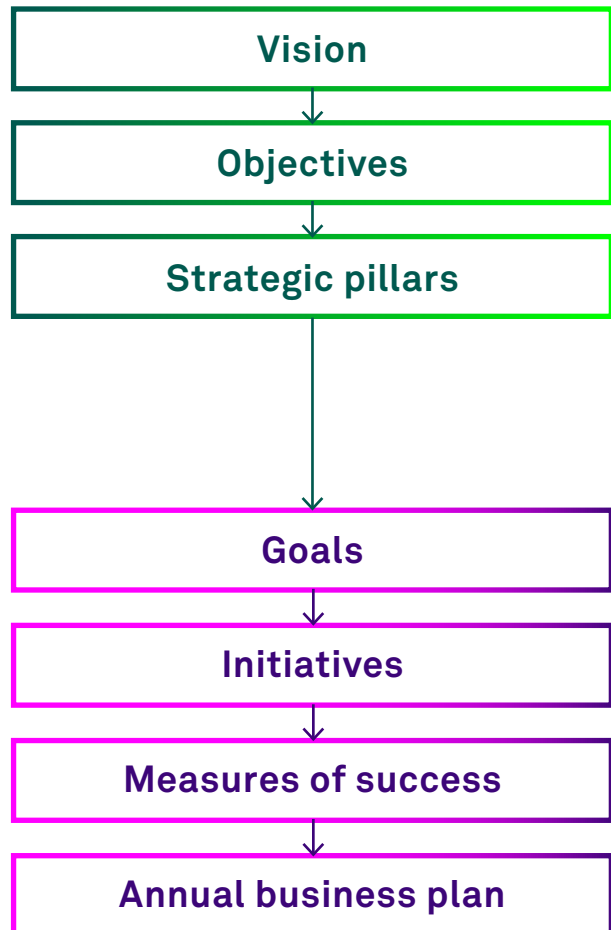 Vision
Objectives
Strategic pillars
Goals
Initiatives
Measures of success
Annual business plan